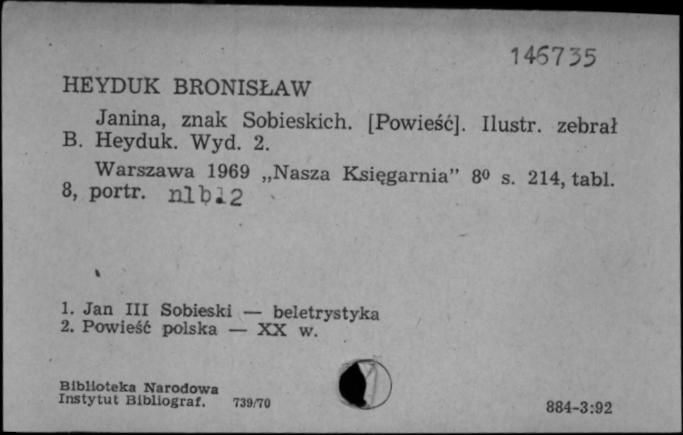 146735
HEYDUK BRONISŁAW
Janina, znak Sobieskich. [Powieść]. Ilustr. zebrał
B. Heyduk. Wyd. 2.
Warszawa 1969 „Nasza Księgarnia” 8⁰ s. 214, tabl.
8, portr. nlb 2
1. Jan III Sobieski — beletrystyka
2. Powieść polska — XX w.
Biblioteka Narodowa
Instytut Bibliograf. 739/70
884-3:92